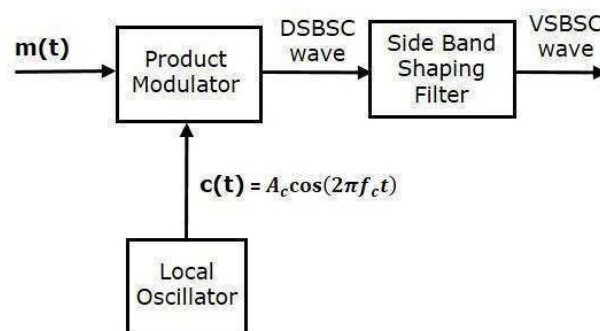 m(t)
Product
Modulator
DSBSC
wave
Side Band
Shaping
Filter
VSBSC
wave
c(t) = A_c cos(2πf_c t)
Local
Oscillator